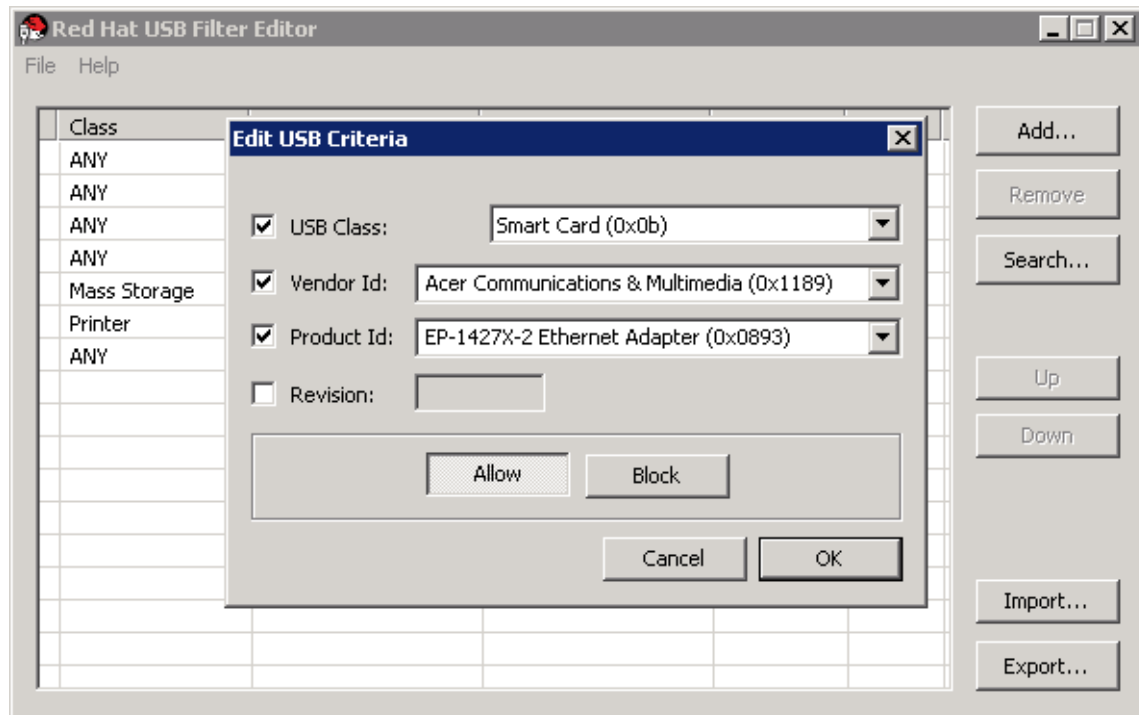 Red Hat USB Filter Editor
File Help
Class
ANY
ANY
ANY
ANY
Mass Storage
Printer
ANY
Edit USB Criteria
USB Class: Smart Card (0x0b)
Vendor Id: Acer Communications & Multimedia (0x1189)
Product Id: EP-1427X-2 Ethernet Adapter (0x0893)
Revision:
Allow Block
Cancel OK
Add...
Remove
Search...
Up
Down
Import...
Export...